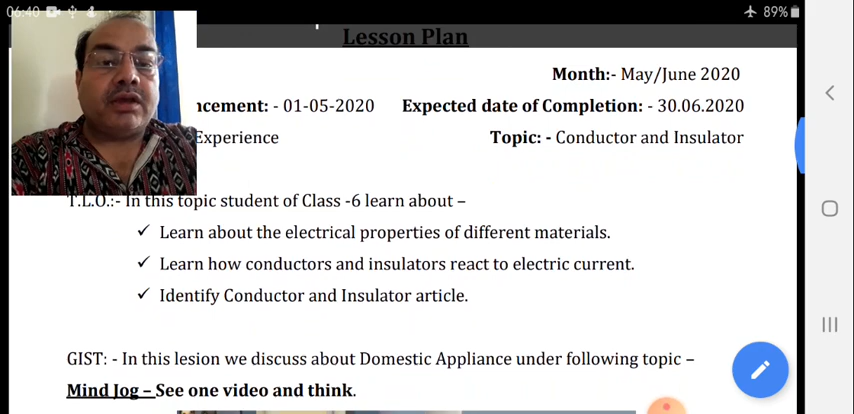 06:40
89%
Lesson Plan
Month:- May/June 2020
ncement: - 01-05-2020 Expected date of Completion: - 30.06.2020
Experience Topic: - Conductor and Insulator
T.L.O.:- In this topic student of Class -6 learn about –
✓ Learn about the electrical properties of different materials.
✓ Learn how conductors and insulators react to electric current.
✓ Identify Conductor and Insulator article.
GIST: - In this lesion we discuss about Domestic Appliance under following topic –
Mind Jog – See one video and think.